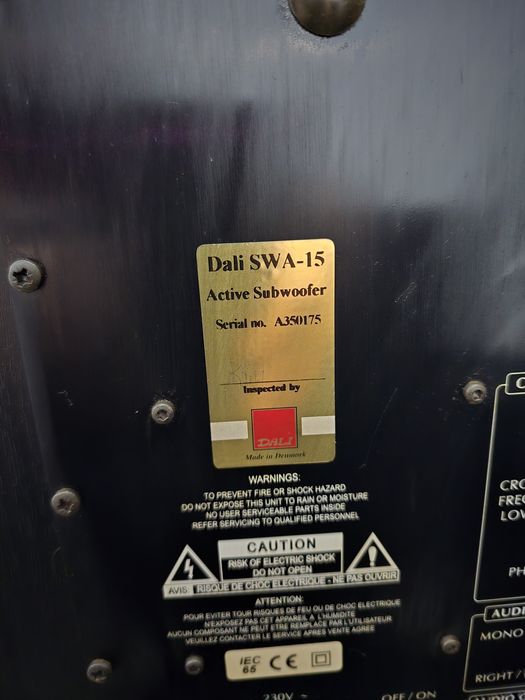 Dali SWA-15
Active Subwoofer
Serial no. A350175
Inspected by
DALI
Made in Denmark
WARNINGS:
TO PREVENT FIRE OR SHOCK HAZARD
DO NOT EXPOSE THIS UNIT TO RAIN OR MOISTURE
NO USER SERVICEABLE PARTS INSIDE
REFER SERVICING TO QUALIFIED PERSONNEL
CAUTION
RISK OF ELECTRIC SHOCK
DO NOT OPEN
AVIS: RISQUE DE CHOC ELECTRIQUE - NE PAS OUVRIR
ATTENTION:
POUR EVITER TOUR RISQUES DE FEU OU DE CHOC ELECTRIQUE
N'EXPOSEZ PAS CET APPAREIL A L'HUMIDITE
AUCUN COMPOSANT NE PEUT ETRE REMPLACE PAR L'UTILISATEUR
VEUILLEZ CONTACTER LE SERVICE APRES VENTE AGREE
IEC
65
CE
230V ~
OFF / ON
CRO
FRE
LOW
PH
AUDI
MONO
RIGHT /